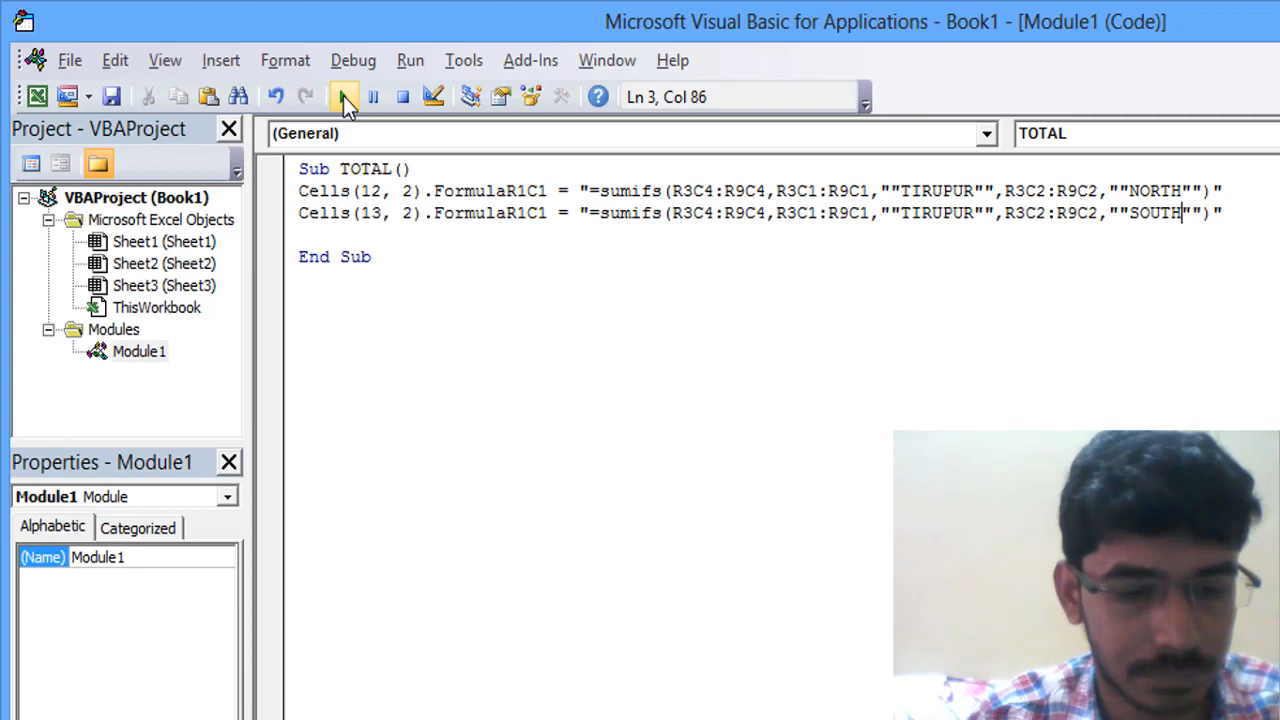 Microsoft Visual Basic for Applications - Book1 - [Module1 (Code)]
File Edit View Insert Format Debug Run Tools Add-Ins Window Help
Ln 3, Col 86
Project - VBAProject
(General)
TOTAL
VBAProject (Book1)
Microsoft Excel Objects
Sheet1 (Sheet1)
Sheet2 (Sheet2)
Sheet3 (Sheet3)
ThisWorkbook
Modules
Module1
Sub TOTAL()
Cells(12, 2).FormulaR1C1 = "=sumifs(R3C4:R9C4,R3C1:R9C1,""TIRUPUR"",R3C2:R9C2,""NORTH"")"
Cells(13, 2).FormulaR1C1 = "=sumifs(R3C4:R9C4,R3C1:R9C1,""TIRUPUR"",R3C2:R9C2,""SOUTH"")"
End Sub
Properties - Module1
Module1 Module
Alphabetic Categorized
(Name) Module1